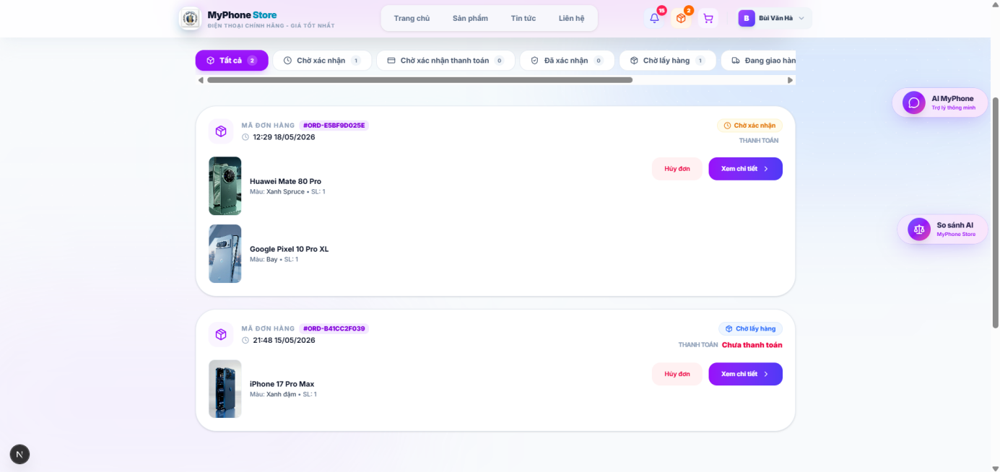 MyPhone Store
ĐIỆN THOẠI CHÍNH HÃNG - GIÁ TỐT NHẤT
Trang chủ
Sản phẩm
Tin tức
Liên hệ
15
2
B
Bùi Văn Hà
Tất cả 2
Chờ xác nhận 1
Chờ xác nhận thanh toán 0
Đã xác nhận 0
Chờ lấy hàng 1
Đang giao hàn
AI MyPhone
Trợ lý thông minh
MÃ ĐƠN HÀNG #ORD-E5BF9D025E
12:29 18/05/2026
Chờ xác nhận
THANH TOÁN
Huawei Mate 80 Pro
Màu: Xanh Spruce • SL: 1
Hủy đơn
Xem chi tiết
Google Pixel 10 Pro XL
Màu: Bay • SL: 1
So sánh AI
MyPhone Store
MÃ ĐƠN HÀNG #ORD-B41CC2F039
21:48 15/05/2026
Chờ lấy hàng
THANH TOÁN Chưa thanh toán
iPhone 17 Pro Max
Màu: Xanh đậm • SL: 1
Hủy đơn
Xem chi tiết
N